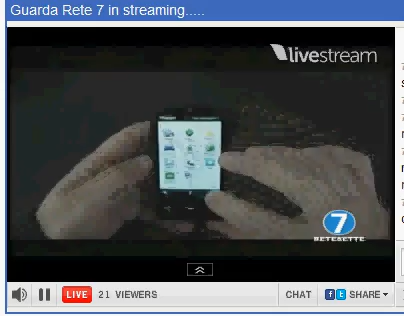 Guarda Rete 7 in streaming.....
livestream
7
RETESETTE
LIVE 21 VIEWERS CHAT f t SHARE